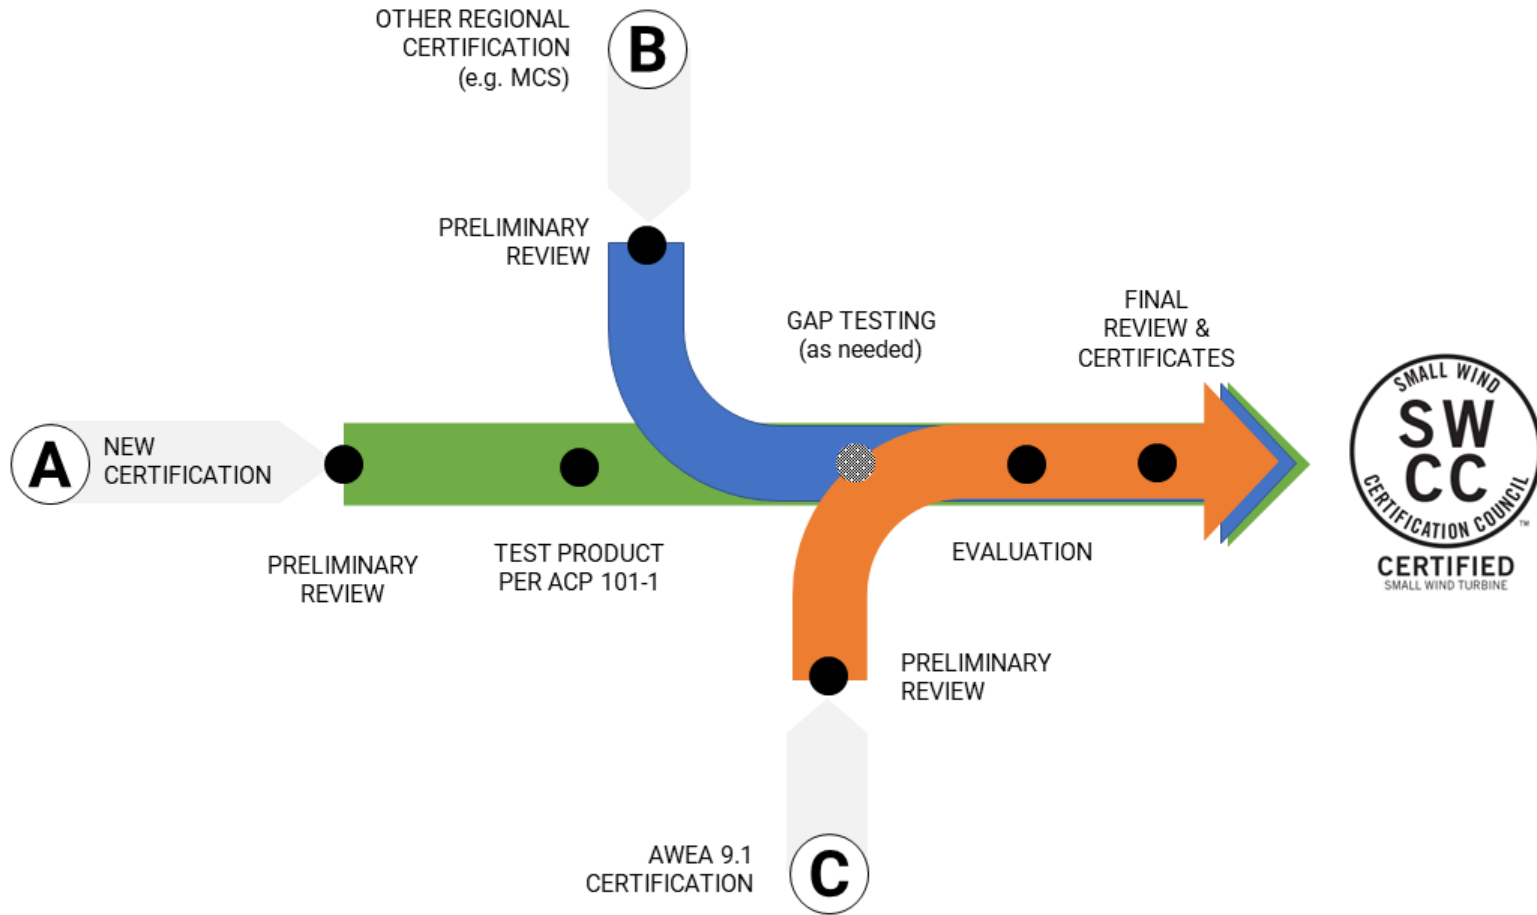 OTHER REGIONAL
CERTIFICATION
(e.g. MCS)
B
PRELIMINARY
REVIEW
GAP TESTING
(as needed)
FINAL
REVIEW &
CERTIFICATES
A
NEW
CERTIFICATION
PRELIMINARY
REVIEW
TEST PRODUCT
PER ACP 101-1
EVALUATION
SMALL WIND
SW
CC
CERTIFICATION COUNCIL
™
CERTIFIED
SMALL WIND TURBINE
PRELIMINARY
REVIEW
AWEA 9.1
CERTIFICATION
C